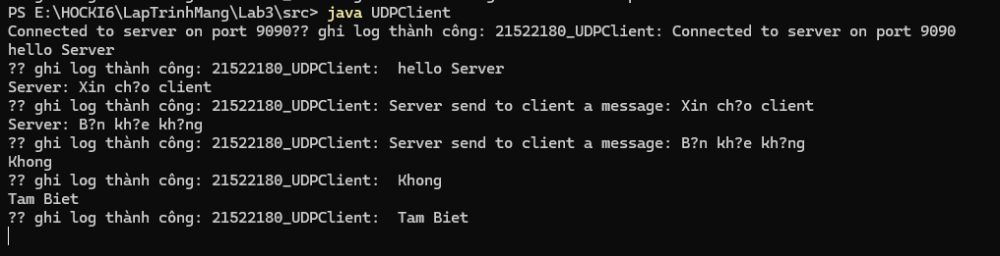 PS E:\HOCKI6\LapTrinhMang\Lab3\src> java UDPClient
Connected to server on port 9090?? ghi log thành công: 21522180_UDPClient: Connected to server on port 9090
hello Server
?? ghi log thành công: 21522180_UDPClient:  hello Server
Server: Xin ch?o client
?? ghi log thành công: 21522180_UDPClient: Server send to client a message: Xin ch?o client
Server: B?n kh?e kh?ng
?? ghi log thành công: 21522180_UDPClient: Server send to client a message: B?n kh?e kh?ng
Khong
?? ghi log thành công: 21522180_UDPClient:  Khong
Tam Biet
?? ghi log thành công: 21522180_UDPClient:  Tam Biet